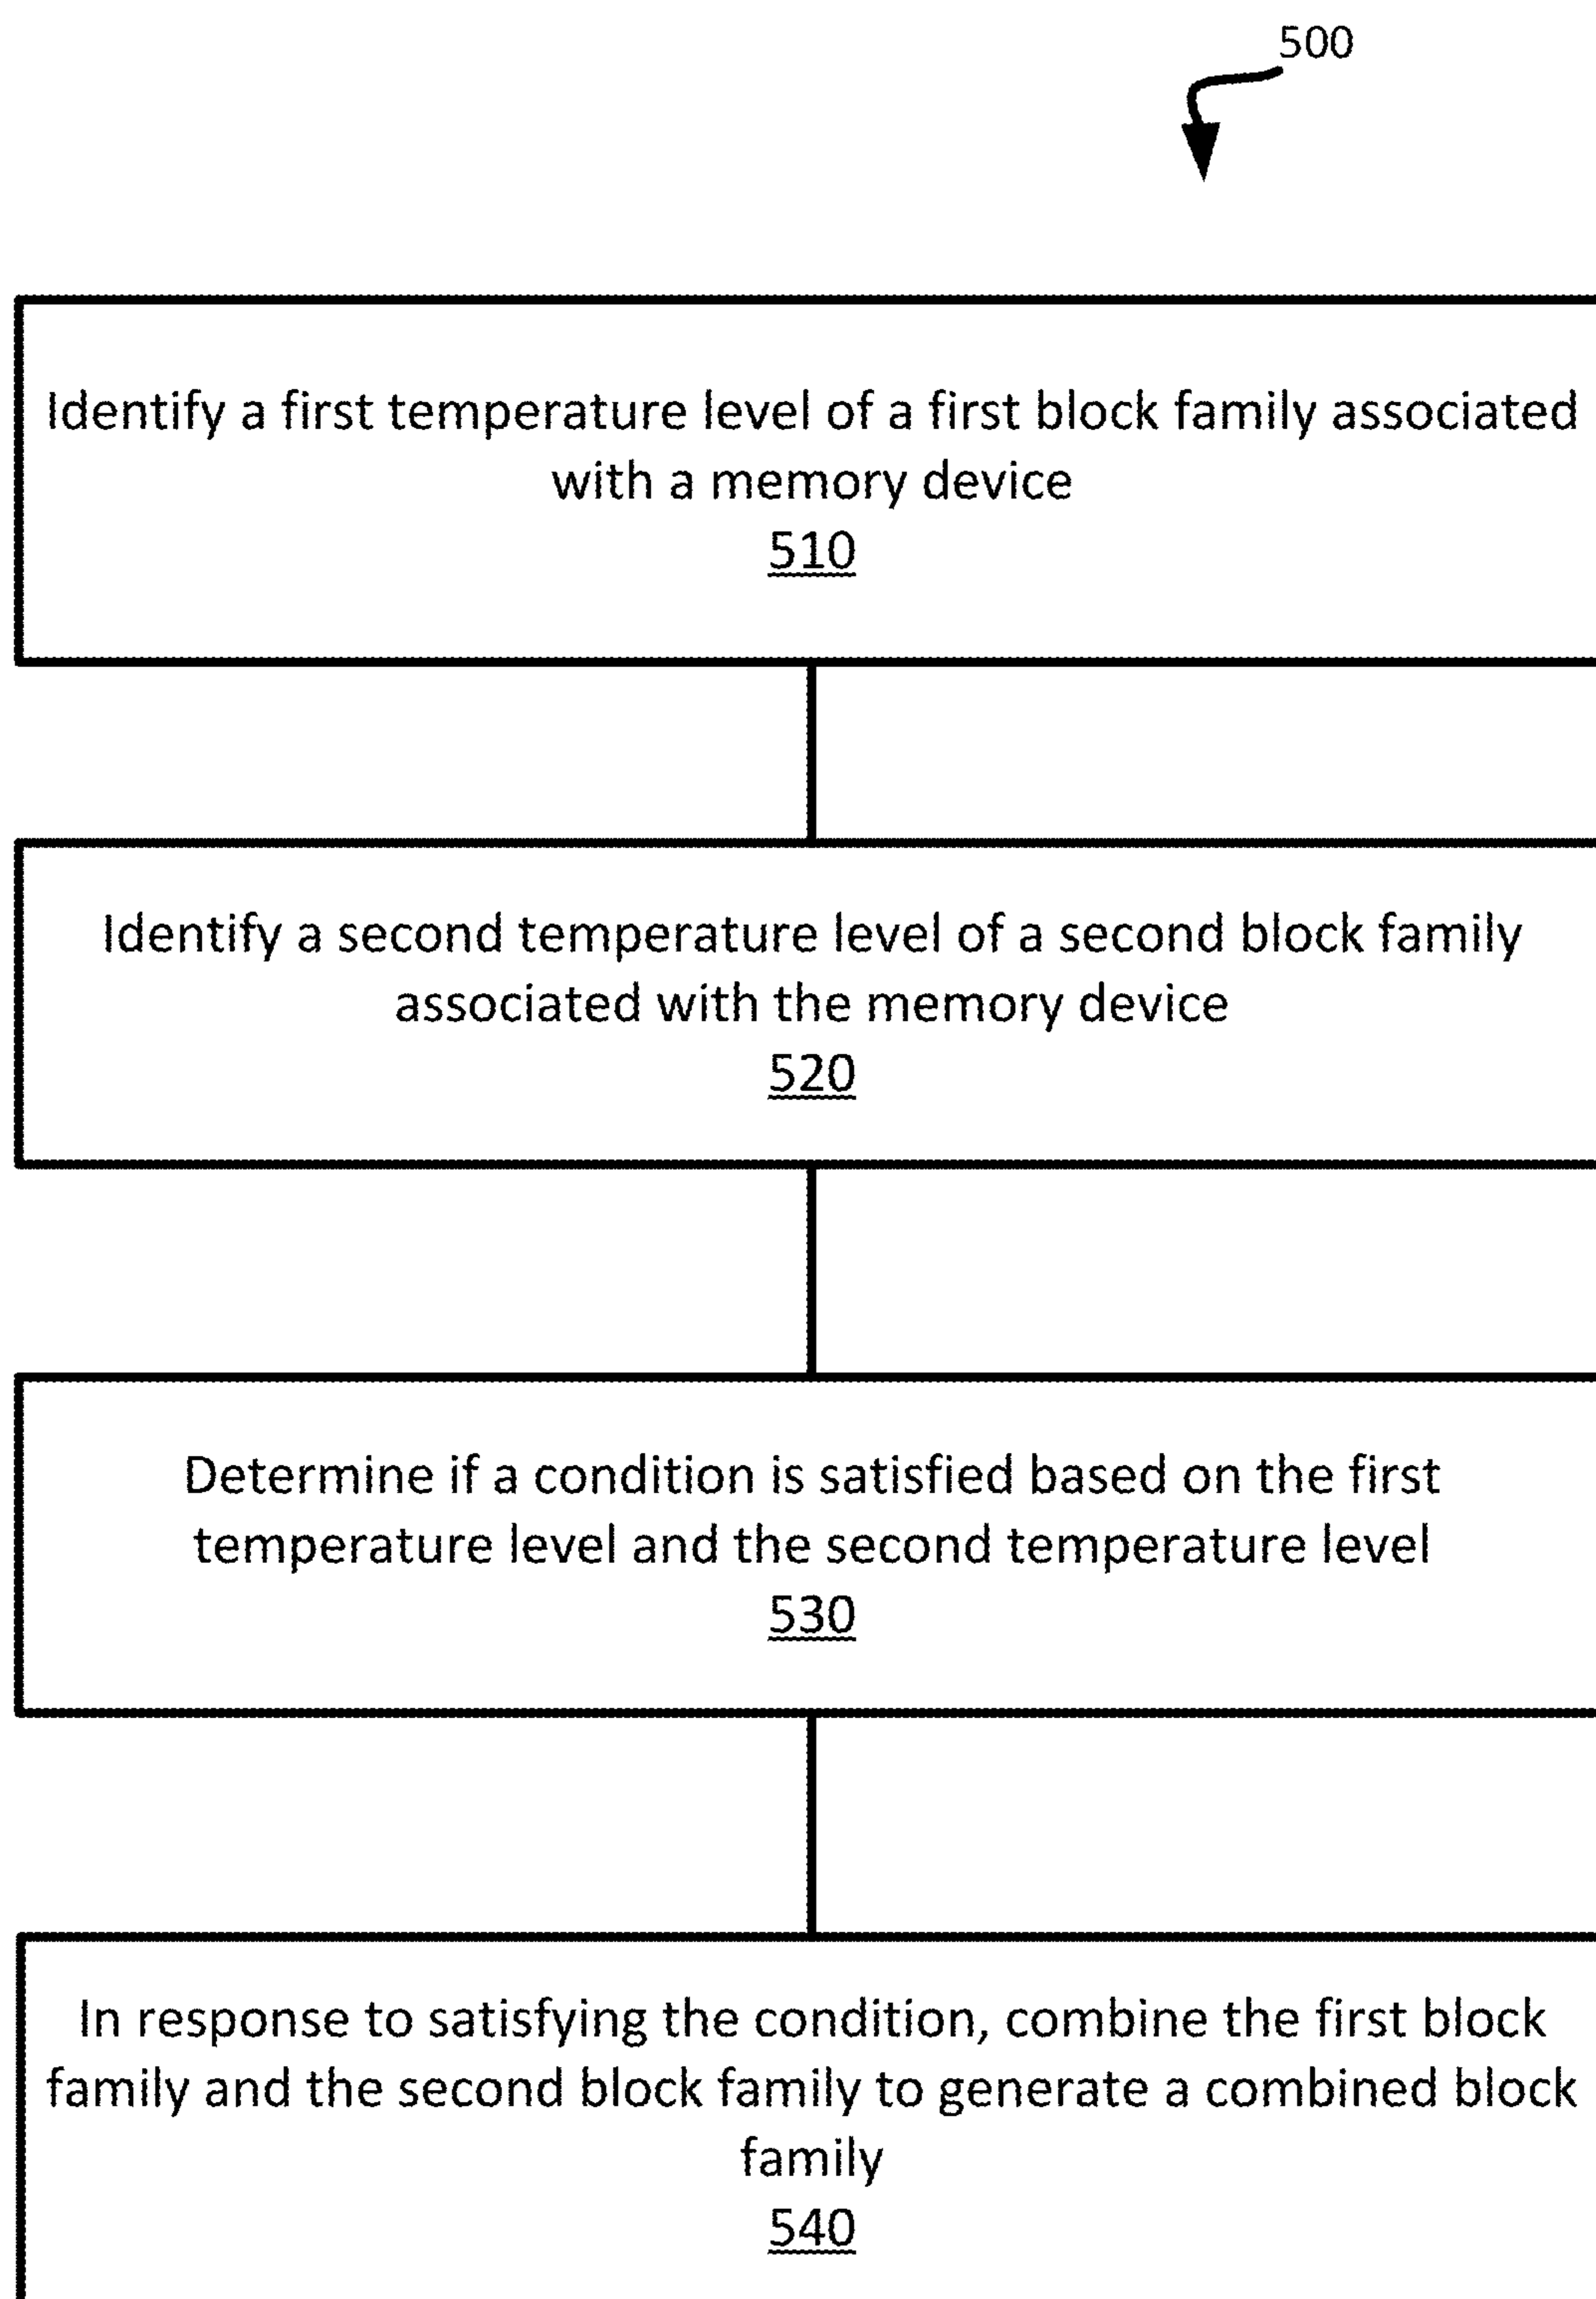 500
Identify a first temperature level of a first block family associated
with a memory device
510
Identify a second temperature level of a second block family
associated with the memory device
520
Determine if a condition is satisfied based on the first
temperature level and the second temperature level
530
In response to satisfying the condition, combine the first block
family and the second block family to generate a combined block
family
540